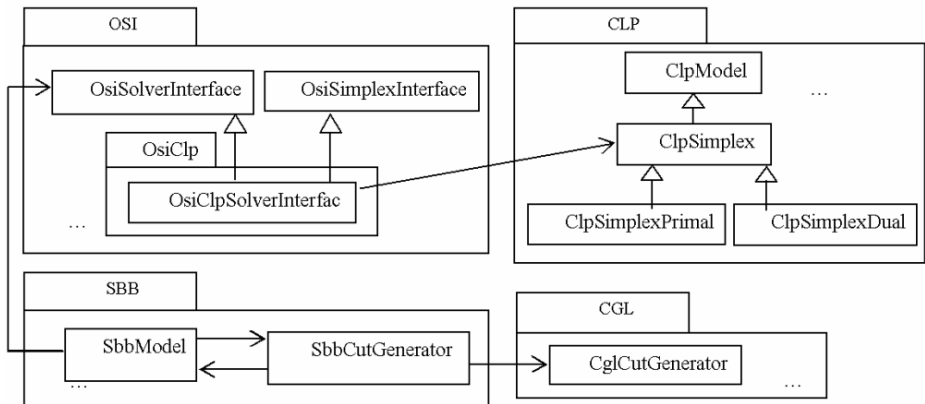 OSI
OsiSolverInterface
OsiSimplexInterface
OsiClp
OsiClpSolverInterfac
...
CLP
ClpModel
...
ClpSimplex
ClpSimplexPrimal
ClpSimplexDual
SBB
SbbModel
SbbCutGenerator
...
CGL
CglCutGenerator
...